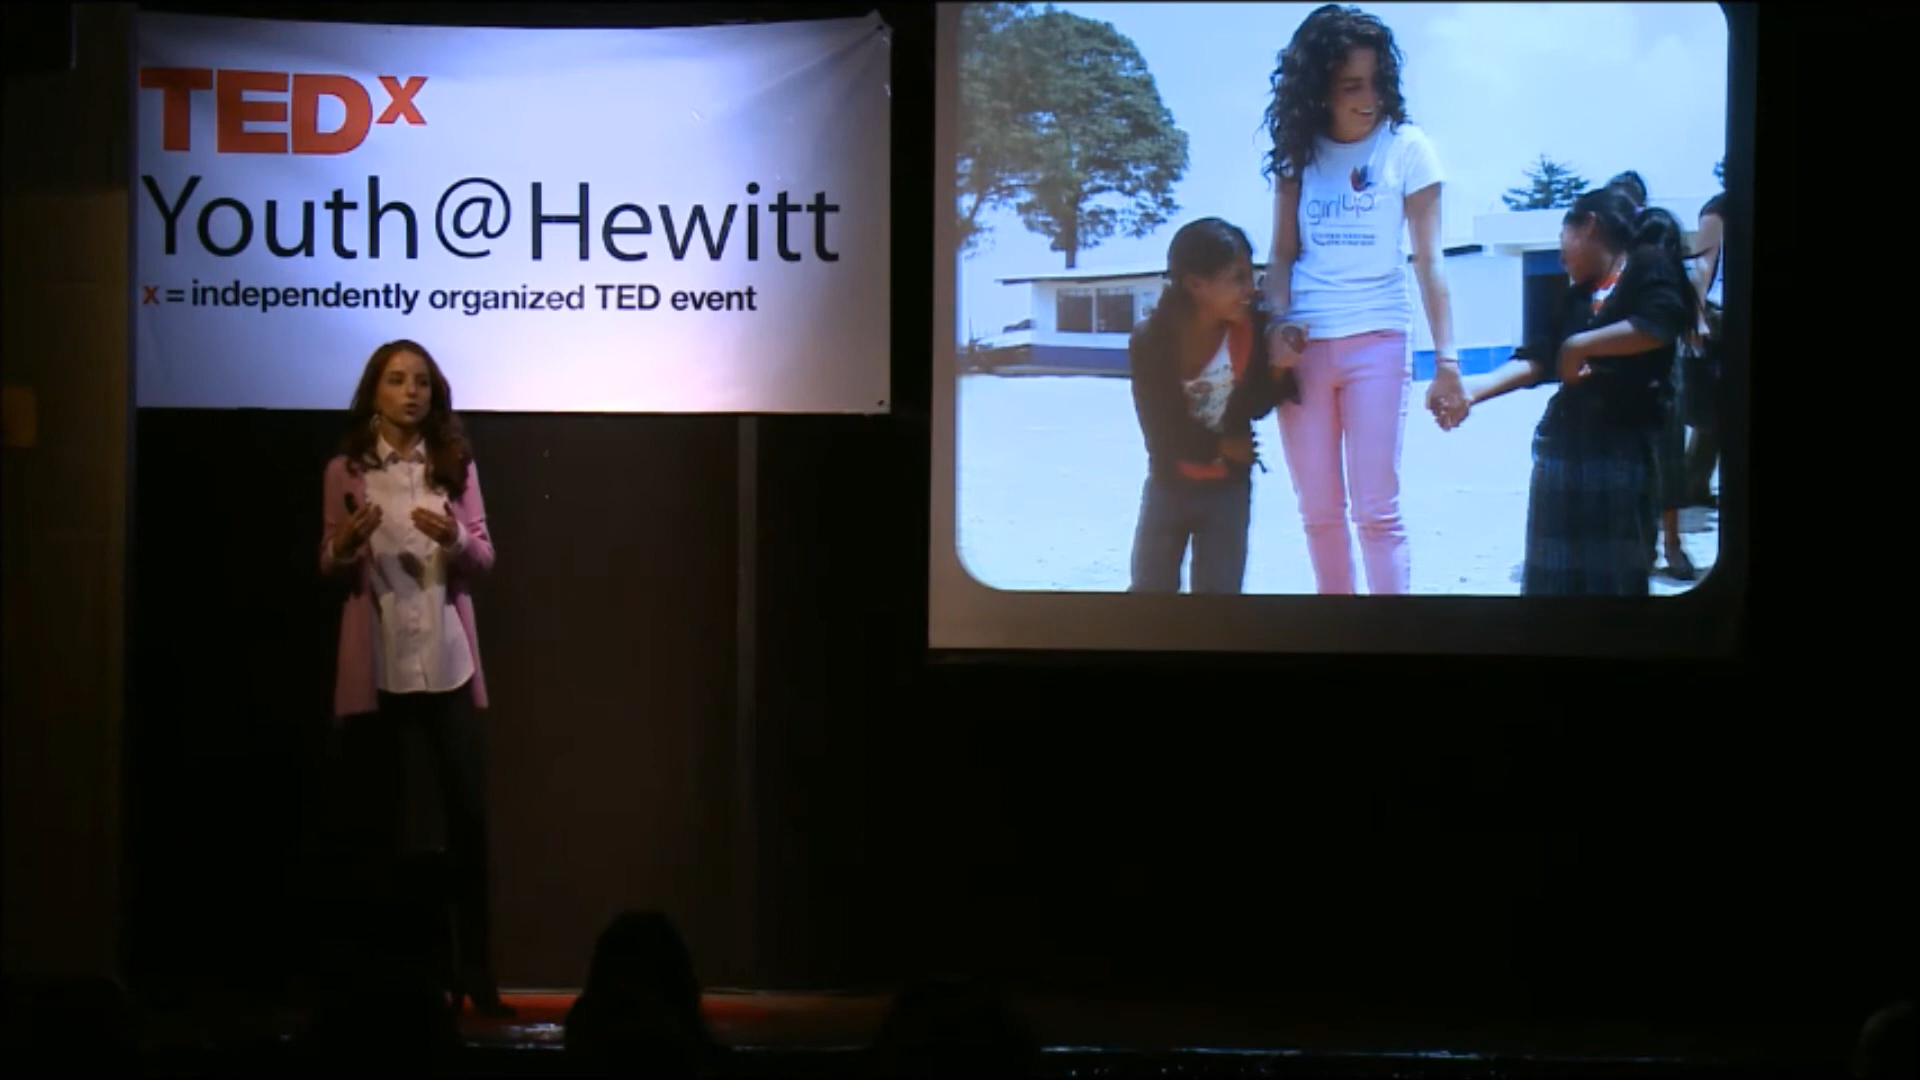 TEDx
Youth@Hewitt
x = independently organized TED event
girl up